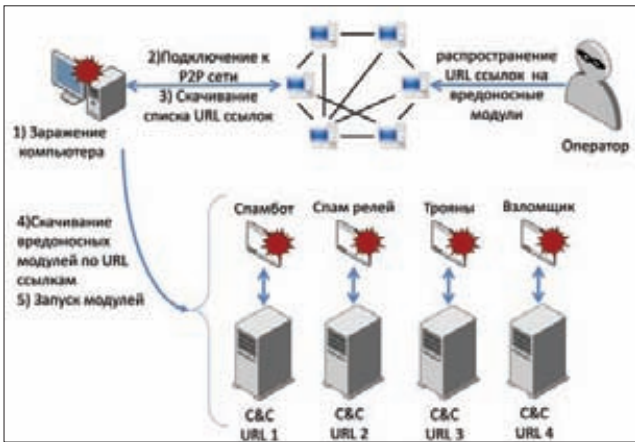 2)Подключение к
P2P сети
3) Скачивание
списка URL ссылок
распространение
URL ссылок на
вредоносные
модули
Оператор
1) Заражение
компьютера
4)Скачивание
вредоносных
модулей по URL
ссылкам
5) Запуск модулей
Спамбот
Спам релей
Трояны
Взломщик
C&C
URL 1
C&C
URL 2
C&C
URL 3
C&C
URL 4